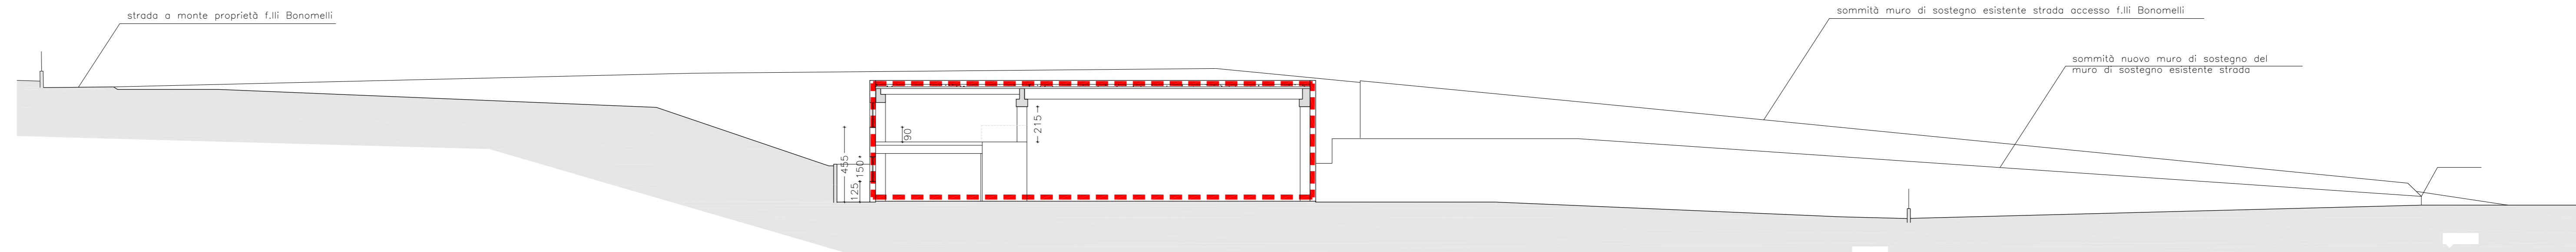 strada a monte proprietà f.lli Bonomelli
sommità muro di sostegno esistente strada accesso f.lli Bonomelli
sommità nuovo muro di sostegno del
muro di sostegno esistente strada
215
90
455
150
125